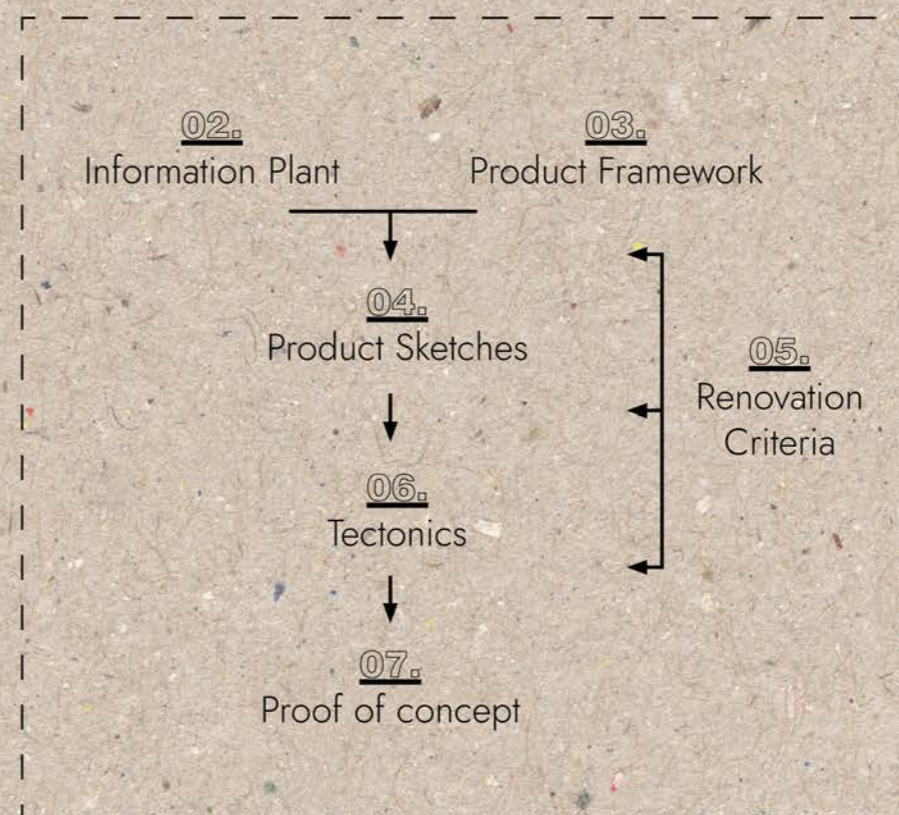 02.
Information Plant
03.
Product Framework
04.
Product Sketches
05.
Renovation
Criteria
06.
Tectonics
07.
Proof of concept